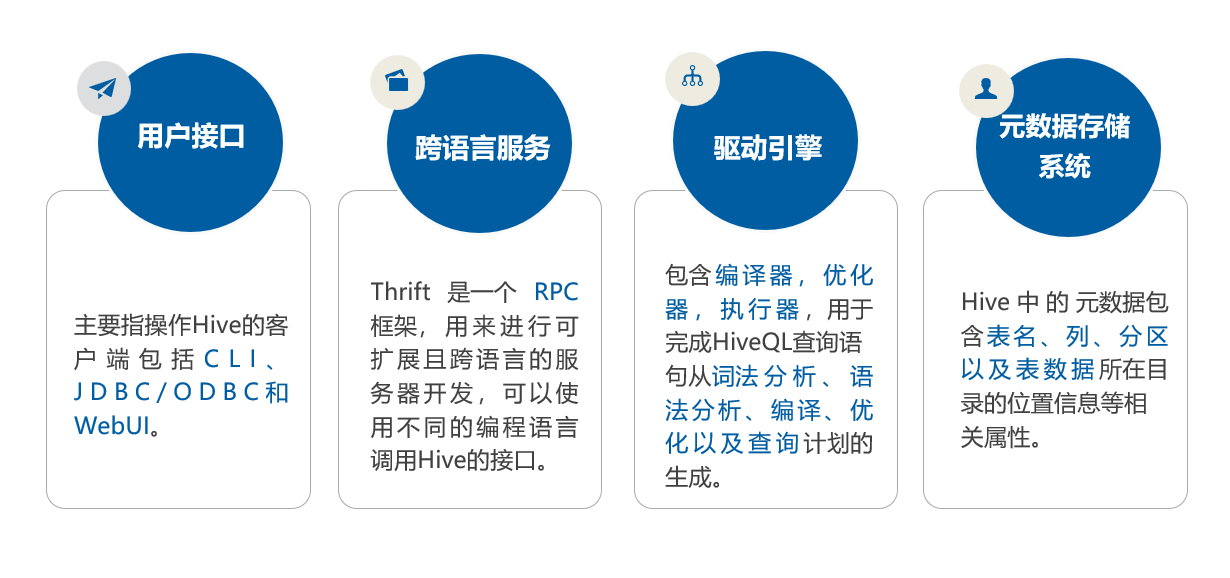 用户接口
主要指操作Hive的客
户端包括CLI、
JDBC/ODBC和
WebUI。
跨语言服务
Thrift 是一个 RPC
框架，用来进行可
扩展且跨语言的服
务器开发，可以使
用不同的编程语言
调用Hive的接口。
驱动引擎
包含编译器，优化
器，执行器，用于
完成HiveQL查询语
句从词法分析、语
法分析、编译、优
化以及查询计划的
生成。
元数据存储
系统
Hive 中 的 元数据包
含表名、列、分区
以及表数据所在目
录的位置信息等相
关属性。